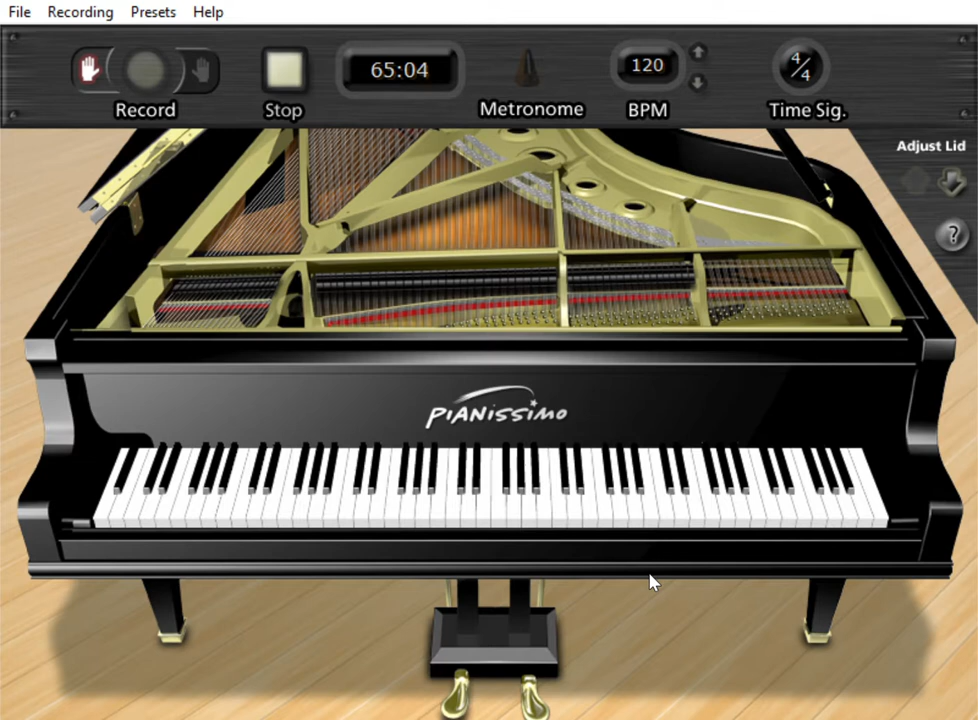 File Recording Presets Help
65:04
120
4/4
Record Stop Metronome BPM Time Sig.
Adjust Lid
?
PIANISSIMO